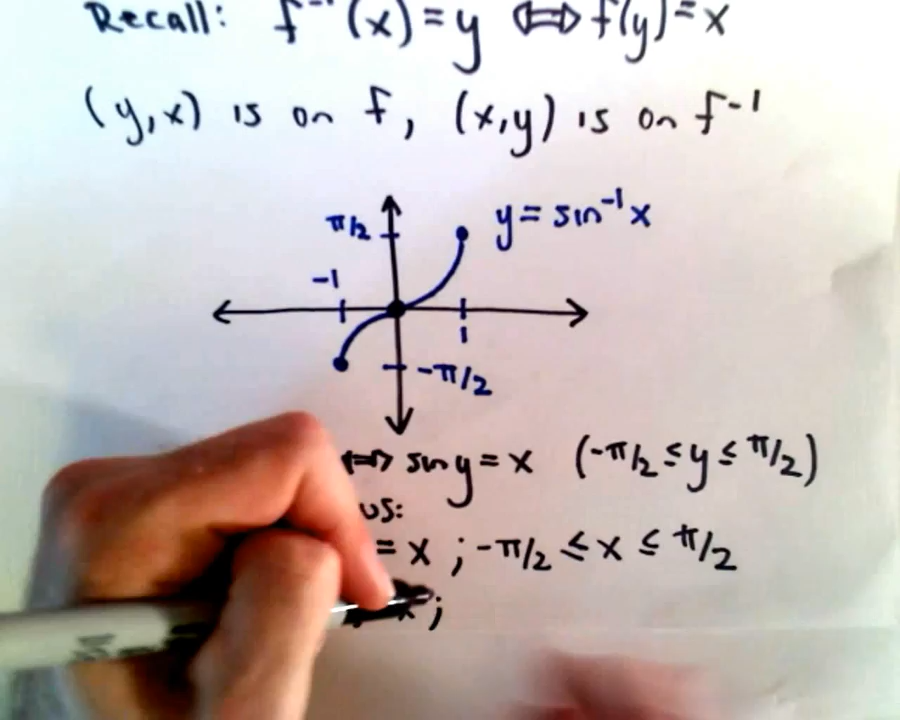 Recall: f⁻¹(x)=y ⟺ f(y)=x
(y,x) is on f, (x,y) is on f⁻¹
π/2 y=sin⁻¹x
-1
1
-π/2
⟺ sin y = x (-π/2 ≤ y ≤ π/2)
us:
= x ; -π/2 ≤ x ≤ π/2
;